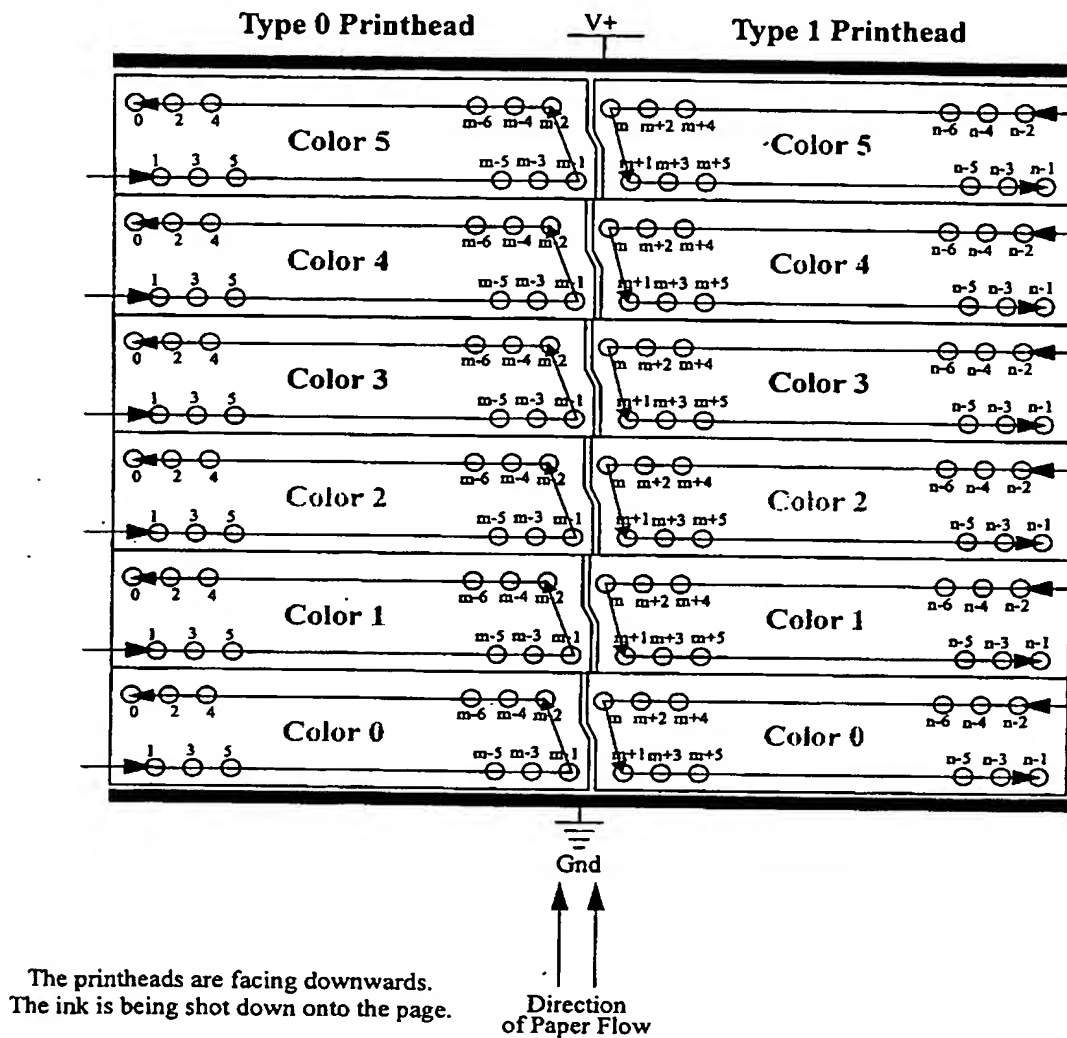 Type 0 Printhead V+ Type 1 Printhead
0 2 4 m-6 m-4 m-2 m m+2 m+4 n-6 n-4 n-2
Color 5 Color 5
1 3 5 m-5 m-3 m-1 m+1 m+3 m+5 n-5 n-3 n-1
0 2 4 m-6 m-4 m-2 m m+2 m+4 n-6 n-4 n-2
Color 4 Color 4
1 3 5 m-5 m-3 m-1 m+1 m+3 m+5 n-5 n-3 n-1
0 2 4 m-6 m-4 m-2 m m+2 m+4 n-6 n-4 n-2
Color 3 Color 3
1 3 5 m-5 m-3 m-1 m+1 m+3 m+5 n-5 n-3 n-1
0 2 4 m-6 m-4 m-2 m m+2 m+4 n-6 n-4 n-2
Color 2 Color 2
1 3 5 m-5 m-3 m-1 m+1 m+3 m+5 n-5 n-3 n-1
0 2 4 m-6 m-4 m-2 m m+2 m+4 n-6 n-4 n-2
Color 1 Color 1
1 3 5 m-5 m-3 m-1 m+1 m+3 m+5 n-5 n-3 n-1
0 2 4 m-6 m-4 m-2 m m+2 m+4 n-6 n-4 n-2
Color 0 Color 0
1 3 5 m-5 m-3 m-1 m+1 m+3 m+5 n-5 n-3 n-1
Gnd
The printheads are facing downwards.
The ink is being shot down onto the page.
Direction
of Paper Flow